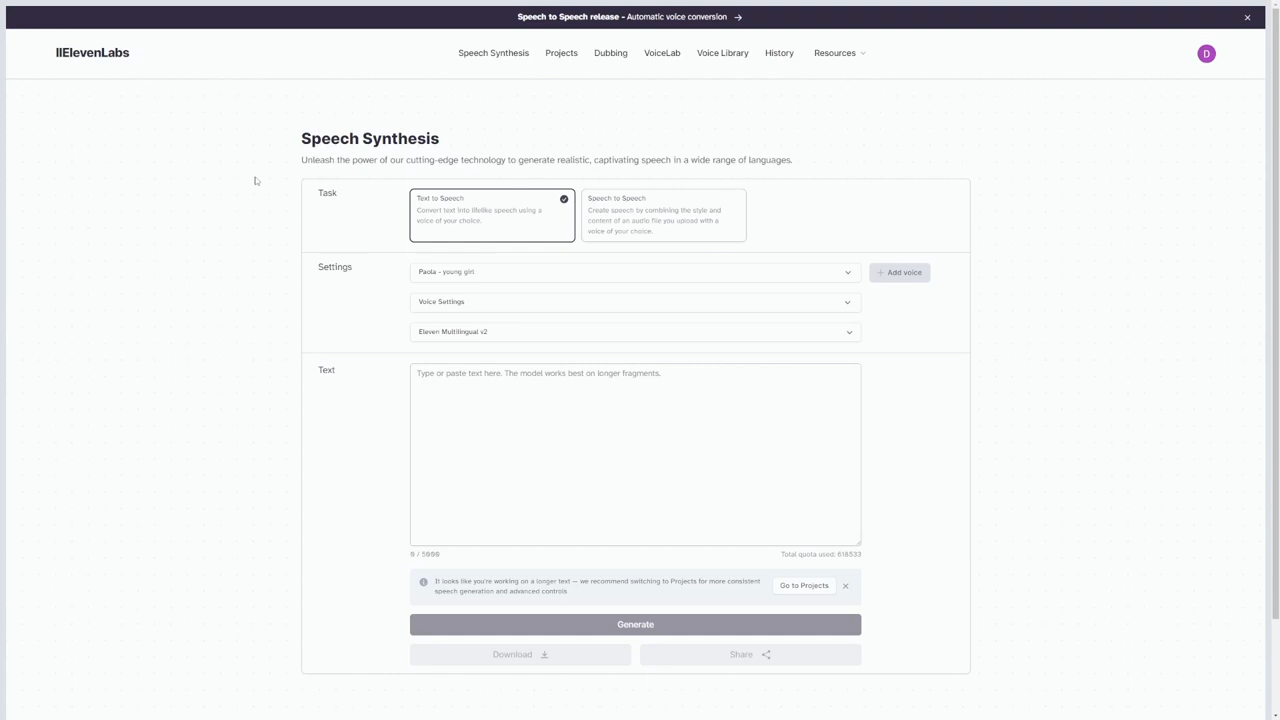 Speech to Speech release - Automatic voice conversion →
IIElevenLabs
Speech Synthesis Projects Dubbing VoiceLab Voice Library History Resources
D
Speech Synthesis
Unleash the power of our cutting-edge technology to generate realistic, captivating speech in a wide range of languages.
Task
Text to Speech
Convert text into lifelike speech using a
voice of your choice.
Speech to Speech
Create speech by combining the style and
content of an audio file you upload with a
voice of your choice.
Settings
Paola - young girl
+ Add voice
Voice Settings
Eleven Multilingual v2
Text
Type or paste text here. The model works best on longer fragments.
0 / 5000
Total quota used: 618533
It looks like you're working on a longer text — we recommend switching to Projects for more consistent
speech generation and advanced controls
Go to Projects
Generate
Download
Share